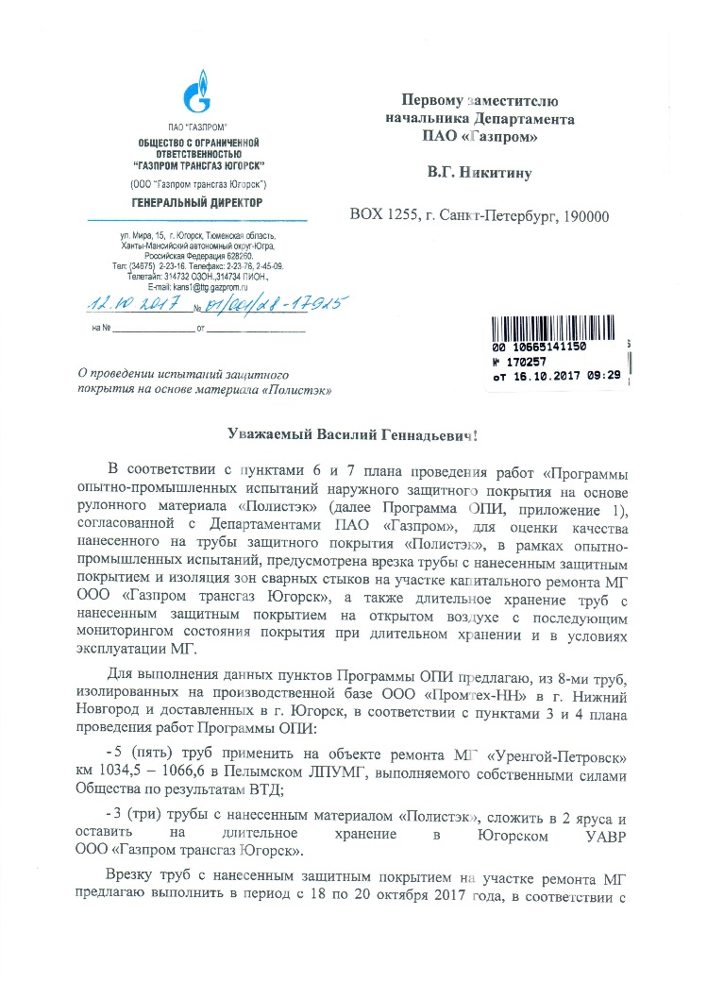 ПАО "ГАЗПРОМ"
ОБЩЕСТВО С ОГРАНИЧЕННОЙ
ОТВЕТСТВЕННОСТЬЮ
"ГАЗПРОМ ТРАНСГАЗ ЮГОРСК"
(ООО "Газпром трансгаз Югорск")
ГЕНЕРАЛЬНЫЙ ДИРЕКТОР
ул. Мира, 15, г. Югорск, Тюменская область,
Ханты-Мансийский автономный округ-Югра,
Российская Федерация 628260.
Тел: (34675) 2-23-16. Телефакс: 2-23-76, 2-45-09.
Телетайп: 314732 ОЗОН.,314734 ПИОН.,
E-mail: kans1@ttg.gazprom.ru
12.10.2017 № 01/001/28-17925
на № от
Первому заместителю
начальника Департамента
ПАО «Газпром»
В.Г. Никитину
BOX 1255, г. Санкт-Петербург, 190000
00 10665141150
№ 170257
от 16.10.2017 09:29
О проведении испытаний защитного
покрытия на основе материала «Полистэк»
Уважаемый Василий Геннадьевич!
В соответствии с пунктами 6 и 7 плана проведения работ «Программы
опытно-промышленных испытаний наружного защитного покрытия на основе
рулонного материала «Полистэк» (далее Программа ОПИ, приложение 1),
согласованной с Департаментами ПАО «Газпром», для оценки качества
нанесенного на трубы защитного покрытия «Полистэк», в рамках опытно-
промышленных испытаний, предусмотрена врезка трубы с нанесенным защитным
покрытием и изоляция зон сварных стыков на участке капитального ремонта МГ
ООО «Газпром трансгаз Югорск», а также длительное хранение труб с
нанесенным защитным покрытием на открытом воздухе с последующим
мониторингом состояния покрытия при длительном хранении и в условиях
эксплуатации МГ.
Для выполнения данных пунктов Программы ОПИ предлагаю, из 8-ми труб,
изолированных на производственной базе ООО «Промтех-НН» в г. Нижний
Новгород и доставленных в г. Югорск, в соответствии с пунктами 3 и 4 плана
проведения работ Программы ОПИ:
-5 (пять) труб применить на объекте ремонта МГ «Уренгой-Петровск»
км 1034,5 – 1066,6 в Пелымском ЛПУМГ, выполняемого собственными силами
Общества по результатам ВТД;
-3 (три) трубы с нанесенным материалом «Полистэк», сложить в 2 яруса и
оставить на длительное хранение в Югорском УАВР
ООО «Газпром трансгаз Югорск».
Врезку труб с нанесенным защитным покрытием на участке ремонта МГ
предлагаю выполнить в период с 18 по 20 октября 2017 года, в соответствии с